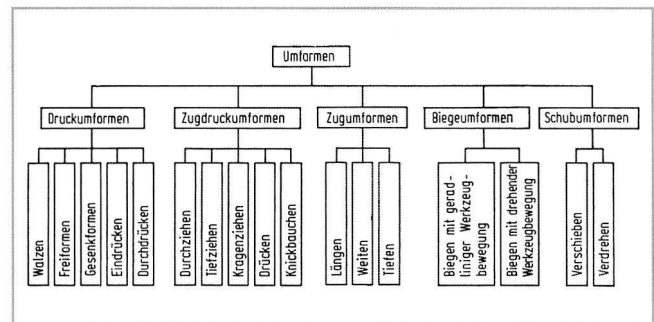 Umformen
Druckumformen
Zugdruckumformen
Zugumformen
Biegeumformen
Schubumformen
Walzen
Freiformen
Gesenkformen
Eindrücken
Durchdrücken
Durchziehen
Tiefziehen
Kragenziehen
Drücken
Knickbauchen
Längen
Weiten
Tiefen
Biegen mit gerad-
liniger Werkzeug-
bewegung
Biegen mit drehender
Werkzeugbewegung
Verschieben
Verdrehen